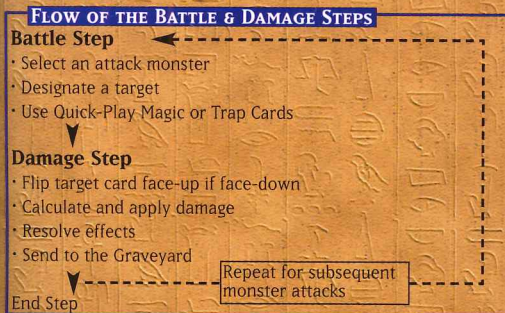 FLOW OF THE BATTLE & DAMAGE STEPS
Battle Step
· Select an attack monster
· Designate a target
· Use Quick-Play Magic or Trap Cards
Damage Step
· Flip target card face-up if face-down
· Calculate and apply damage
· Resolve effects
· Send to the Graveyard
Repeat for subsequent
monster attacks
End Step